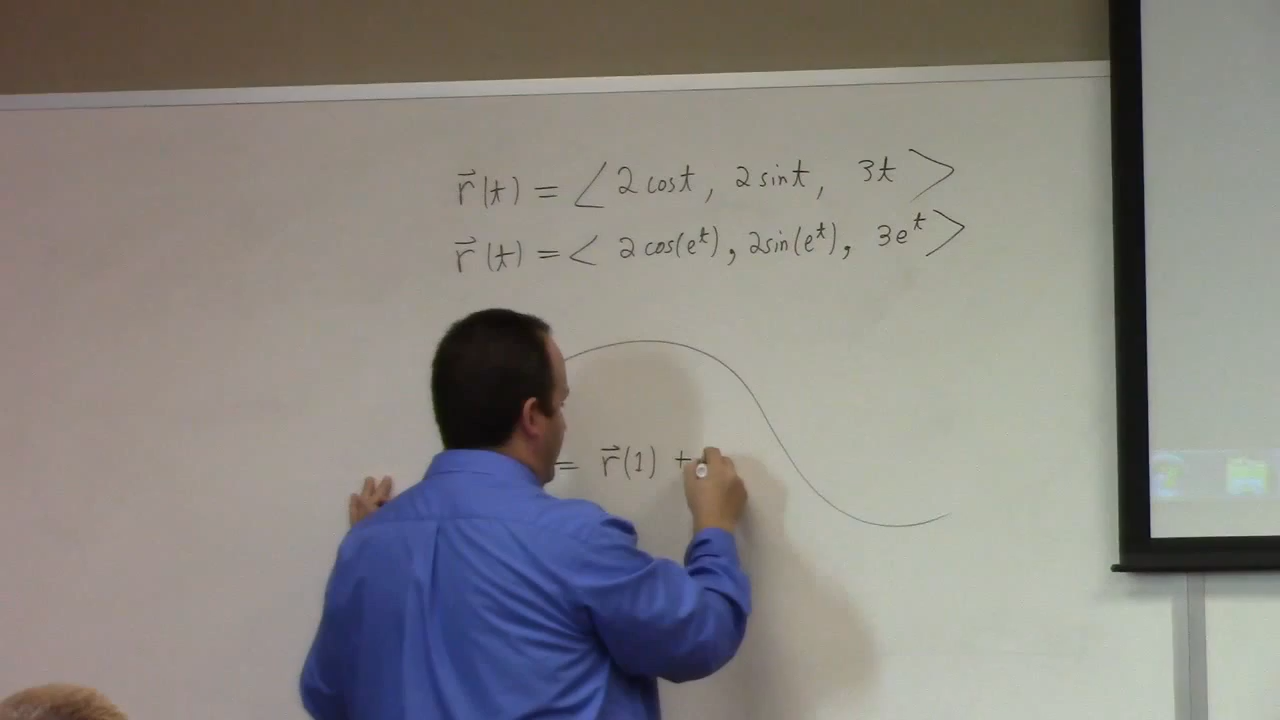 r⃗(t) = ⟨2 cos t, 2 sin t, 3t⟩
r⃗(t) = < 2 cos(eᵗ), 2sin(eᵗ), 3eᵗ>
= r⃗(1) +